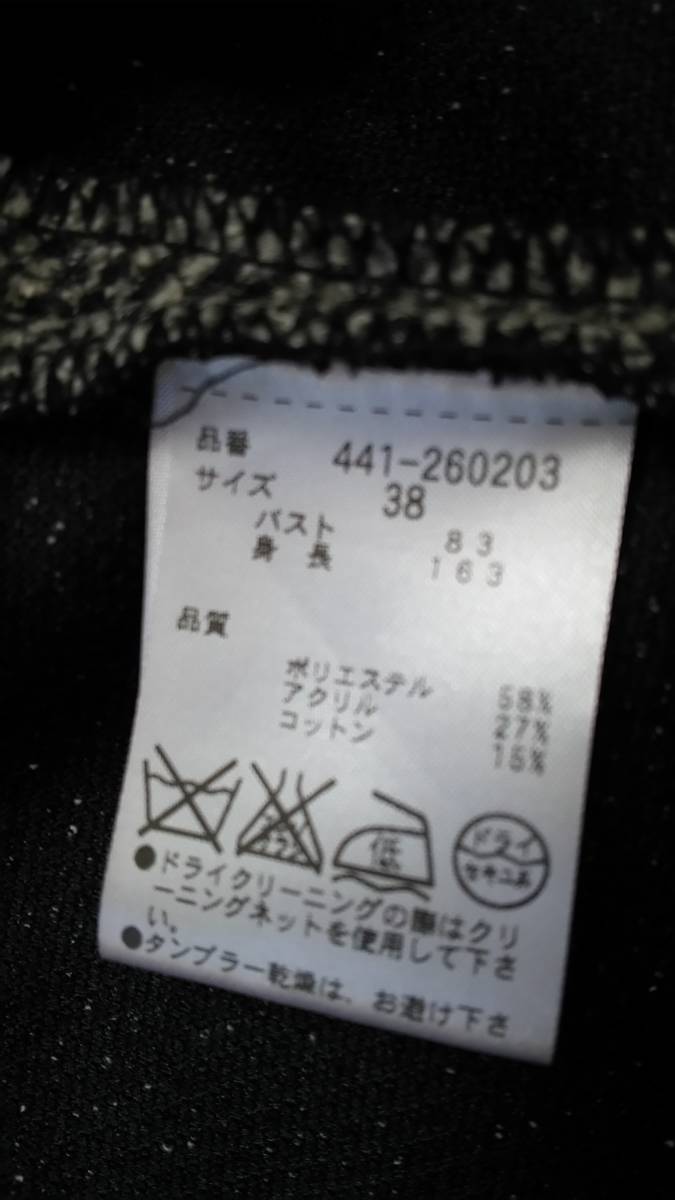 品番 441-260203
サイズ 38
バスト 83
身長 163
品質
ポリエステル 58%
アクリル 27%
コットン 15%
低 ドライ
セキユ系
●ドライクリーニングの際はクリ
ーニングネットを使用して下さ
い。
●タンブラー乾燥は、お避け下さ